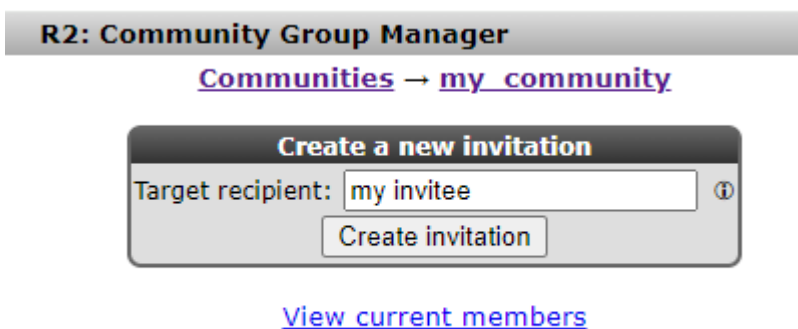 R2: Community Group Manager
Communities → my_community
Create a new invitation
Target recipient: my invitee ⓘ
Create invitation
View current members